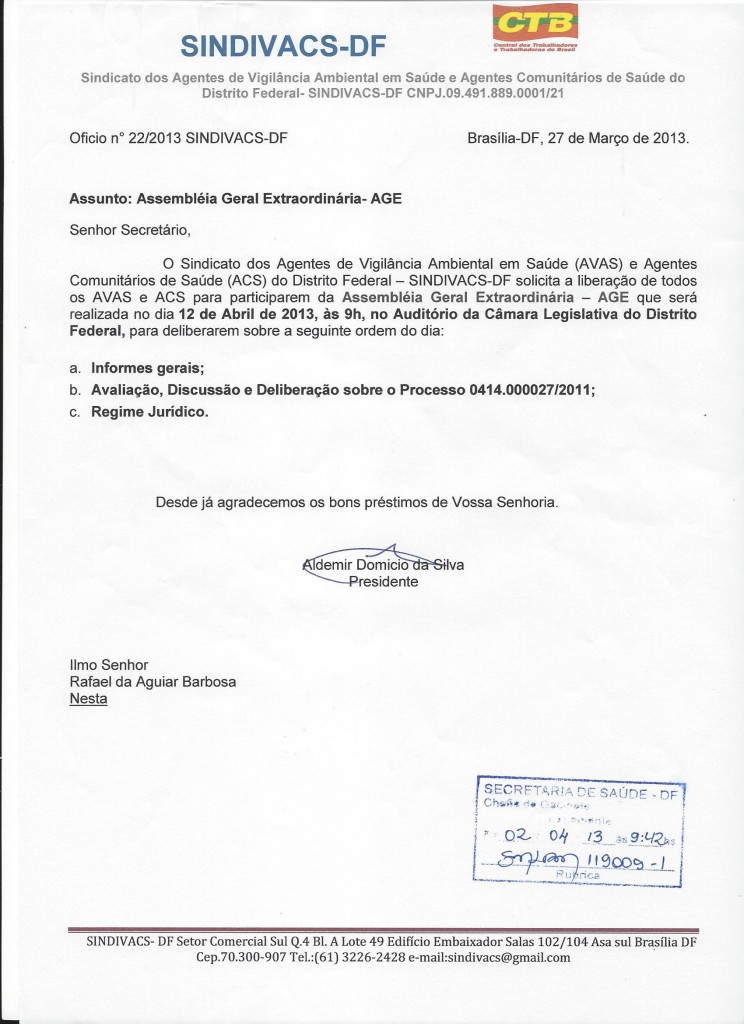 SINDIVACS-DF
CTB
Central dos Trabalhadores
e Trabalhadoras do Brasil
Sindicato dos Agentes de Vigilância Ambiental em Saúde e Agentes Comunitários de Saúde do
Distrito Federal- SINDIVACS-DF CNPJ.09.491.889.0001/21
Oficio n° 22/2013 SINDIVACS-DF
Brasília-DF, 27 de Março de 2013.
Assunto: Assembléia Geral Extraordinária- AGE
Senhor Secretário,
O Sindicato dos Agentes de Vigilância Ambiental em Saúde (AVAS) e Agentes
Comunitários de Saúde (ACS) do Distrito Federal – SINDIVACS-DF solicita a liberação de todos
os AVAS e ACS para participarem da Assembléia Geral Extraordinária – AGE que será
realizada no dia 12 de Abril de 2013, às 9h, no Auditório da Câmara Legislativa do Distrito
Federal, para deliberarem sobre a seguinte ordem do dia:
a. Informes gerais;
b. Avaliação, Discussão e Deliberação sobre o Processo 0414.000027/2011;
c. Regime Jurídico.
Desde já agradecemos os bons préstimos de Vossa Senhoria.
Aldemir Domicio da Silva
Presidente
Ilmo Senhor
Rafael da Aguiar Barbosa
Nesta
SECRETARIA DE SAÚDE - DF
02 04 13 às 9:42 hs
119009-1
Rubrica
SINDIVACS- DF Setor Comercial Sul Q.4 Bl. A Lote 49 Edifício Embaixador Salas 102/104 Asa sul Brasília DF
Cep.70.300-907 Tel.:(61) 3226-2428 e-mail:sindivacs@gmail.com